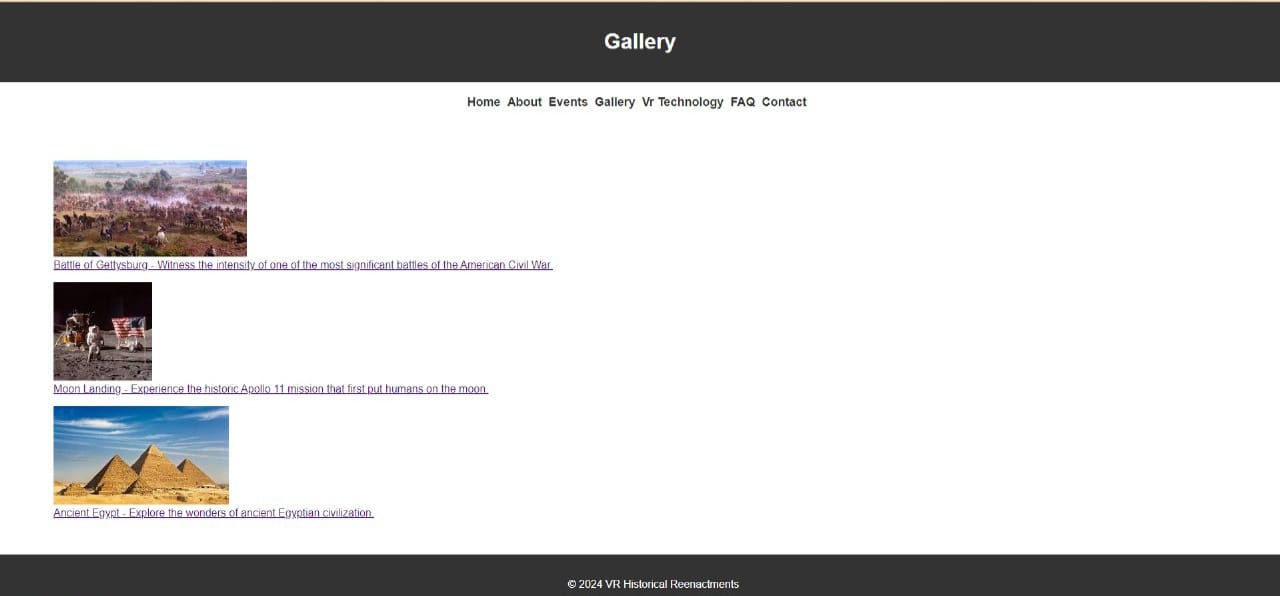 Gallery
Home About Events Gallery Vr Technology FAQ Contact
Battle of Gettysburg - Witness the intensity of one of the most significant battles of the American Civil War.
Moon Landing - Experience the historic Apollo 11 mission that first put humans on the moon.
Ancient Egypt - Explore the wonders of ancient Egyptian civilization.
© 2024 VR Historical Reenactments